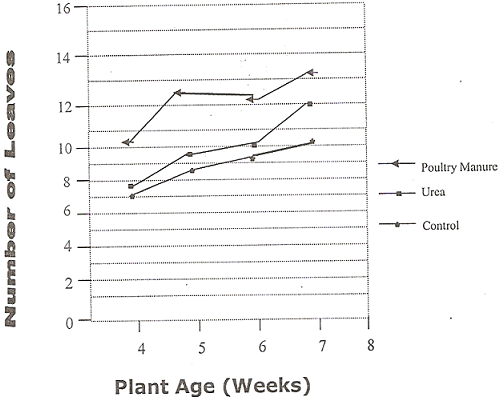 16
14
12
10
8
6
4
2
0
Number of Leaves
4 5 6 7 8
Plant Age (Weeks)
Poultry Manure
Urea
Control